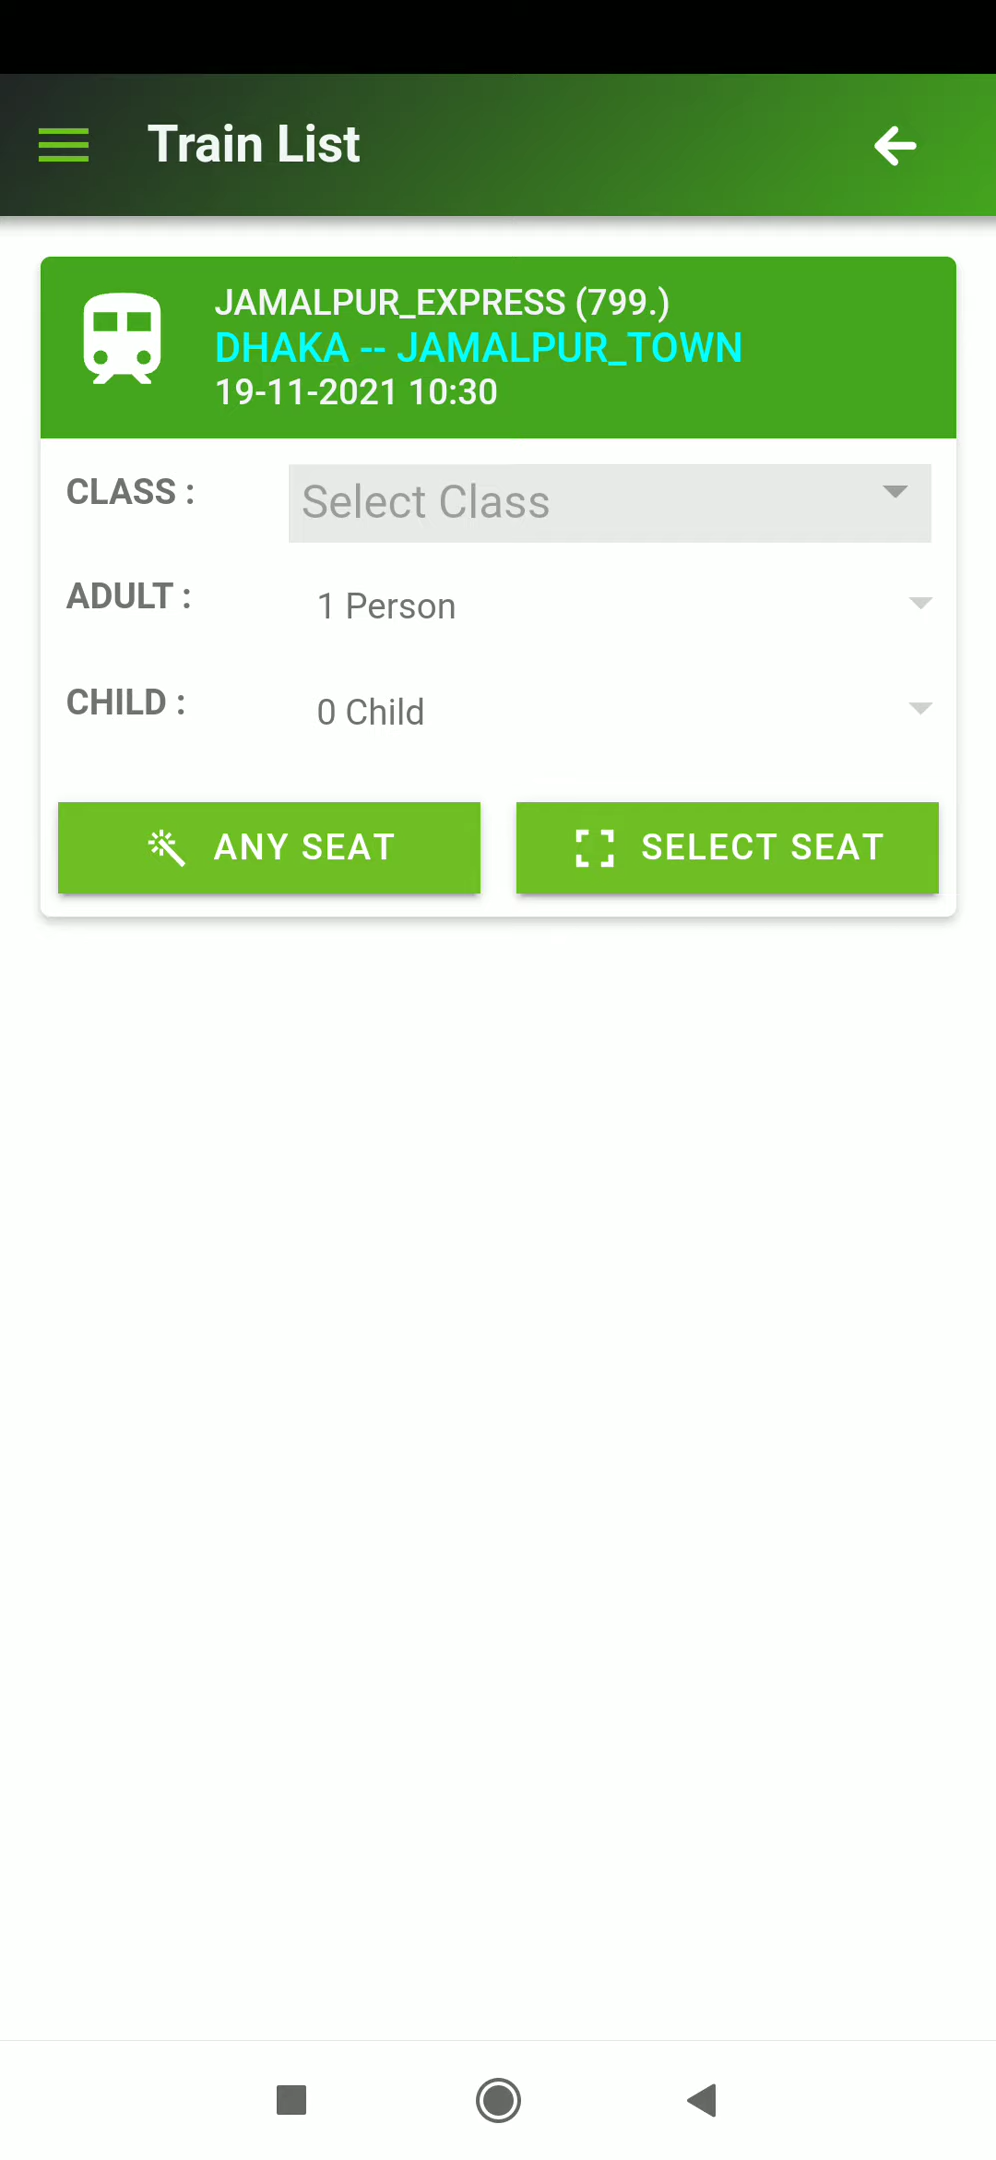 Train List
JAMALPUR_EXPRESS (799.)
DHAKA -- JAMALPUR_TOWN
19-11-2021 10:30
CLASS :
Select Class
ADULT :
1 Person
CHILD :
0 Child
ANY SEAT
SELECT SEAT